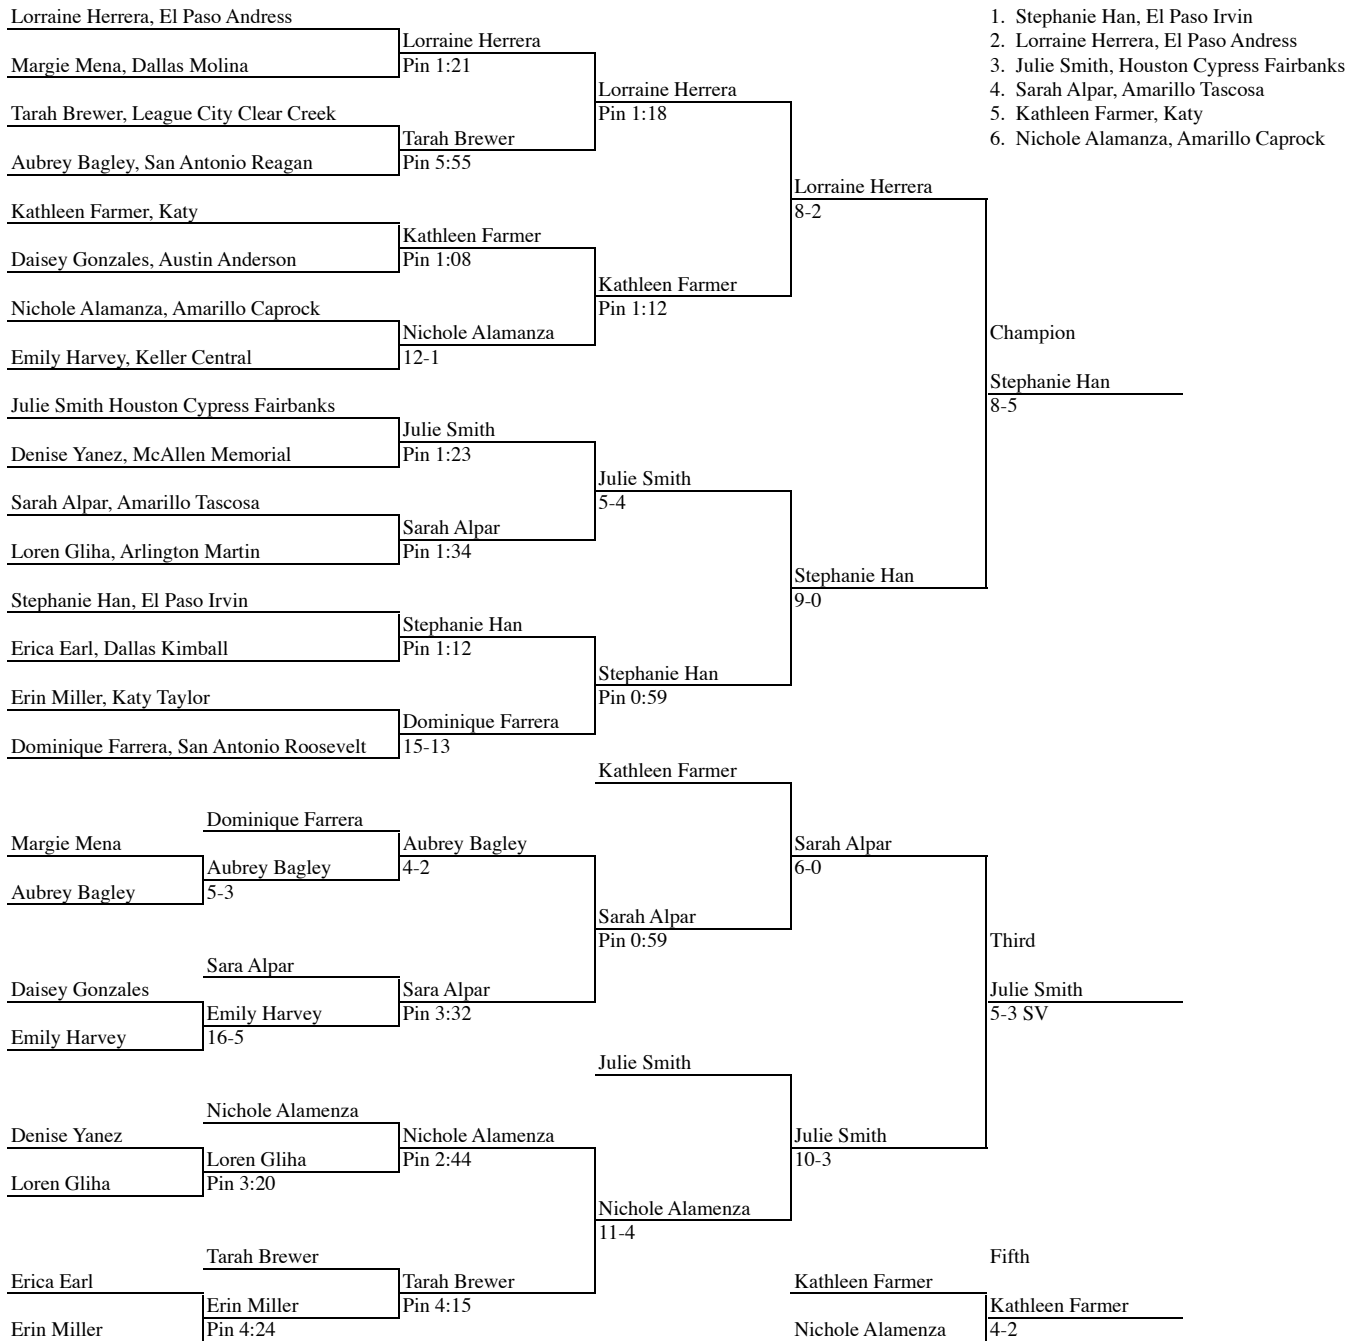 Lorraine Herrera, El Paso Andress
Lorraine Herrera
Margie Mena, Dallas Molina
Pin 1:21
Lorraine Herrera
Tarah Brewer, League City Clear Creek
Pin 1:18
Tarah Brewer
Aubrey Bagley, San Antonio Reagan
Pin 5:55
Lorraine Herrera
8-2
Kathleen Farmer, Katy
Kathleen Farmer
Daisey Gonzales, Austin Anderson
Pin 1:08
Kathleen Farmer
Nichole Alamanza, Amarillo Caprock
Pin 1:12
Nichole Alamanza
Emily Harvey, Keller Central
12-1
Champion
Stephanie Han
8-5
Julie Smith Houston Cypress Fairbanks
Julie Smith
Denise Yanez, McAllen Memorial
Pin 1:23
Julie Smith
Sarah Alpar, Amarillo Tascosa
5-4
Sarah Alpar
Loren Gliha, Arlington Martin
Pin 1:34
Stephanie Han
9-0
Stephanie Han, El Paso Irvin
Stephanie Han
Erica Earl, Dallas Kimball
Pin 1:12
Stephanie Han
Erin Miller, Katy Taylor
Pin 0:59
Dominique Farrera
Dominique Farrera, San Antonio Roosevelt
15-13
1. Stephanie Han, El Paso Irvin
2. Lorraine Herrera, El Paso Andress
3. Julie Smith, Houston Cypress Fairbanks
4. Sarah Alpar, Amarillo Tascosa
5. Kathleen Farmer, Katy
6. Nichole Alamanza, Amarillo Caprock
Kathleen Farmer
Dominique Farrera
Margie Mena
Aubrey Bagley
Sarah Alpar
Aubrey Bagley
4-2
6-0
Aubrey Bagley
5-3
Sarah Alpar
Pin 0:59
Third
Sara Alpar
Daisey Gonzales
Sara Alpar
Julie Smith
Emily Harvey
Pin 3:32
5-3 SV
Emily Harvey
16-5
Julie Smith
Nichole Alamenza
Denise Yanez
Nichole Alamenza
Julie Smith
Loren Gliha
Pin 2:44
10-3
Loren Gliha
Pin 3:20
Nichole Alamenza
11-4
Tarah Brewer
Fifth
Erica Earl
Tarah Brewer
Kathleen Farmer
Erin Miller
Pin 4:15
Kathleen Farmer
Erin Miller
Pin 4:24
Nichole Alamenza
4-2